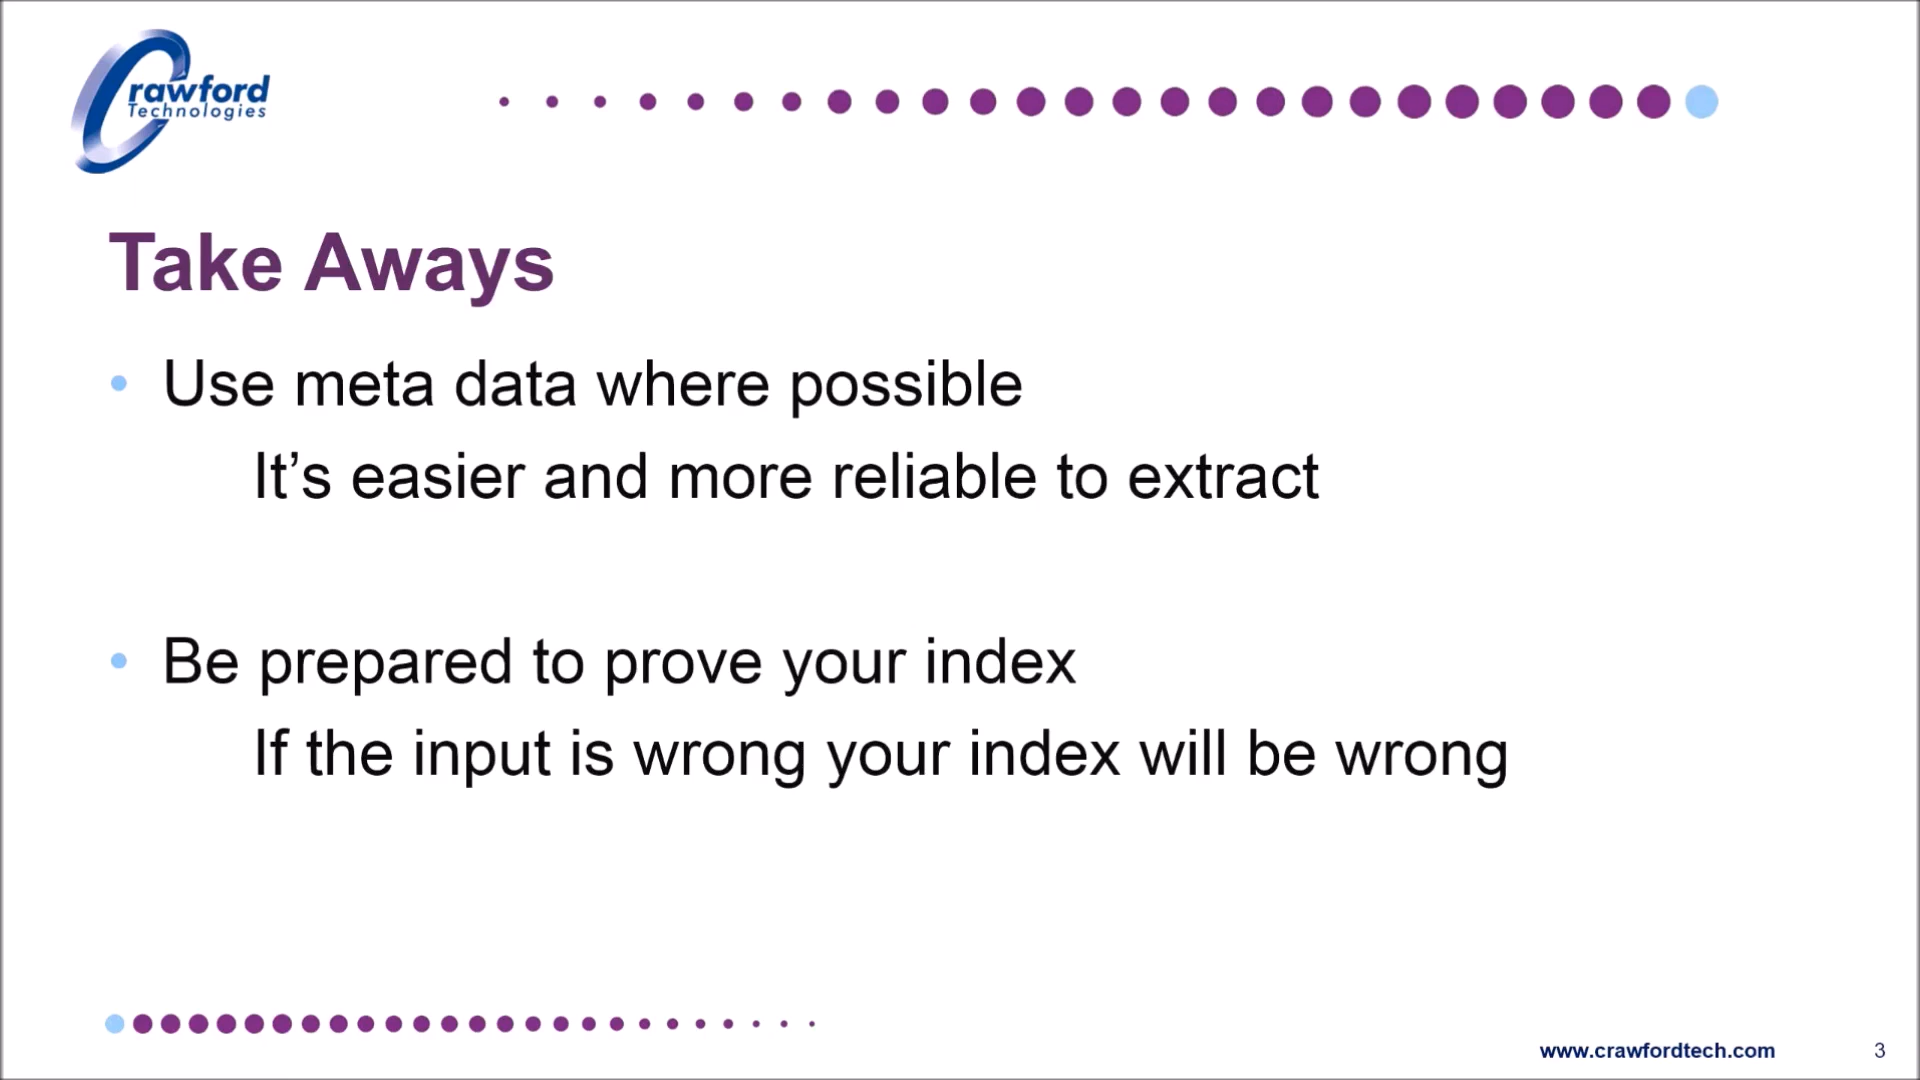 Crawford
Technologies
Take Aways
• Use meta data where possible
It’s easier and more reliable to extract
• Be prepared to prove your index
If the input is wrong your index will be wrong
www.crawfordtech.com 3